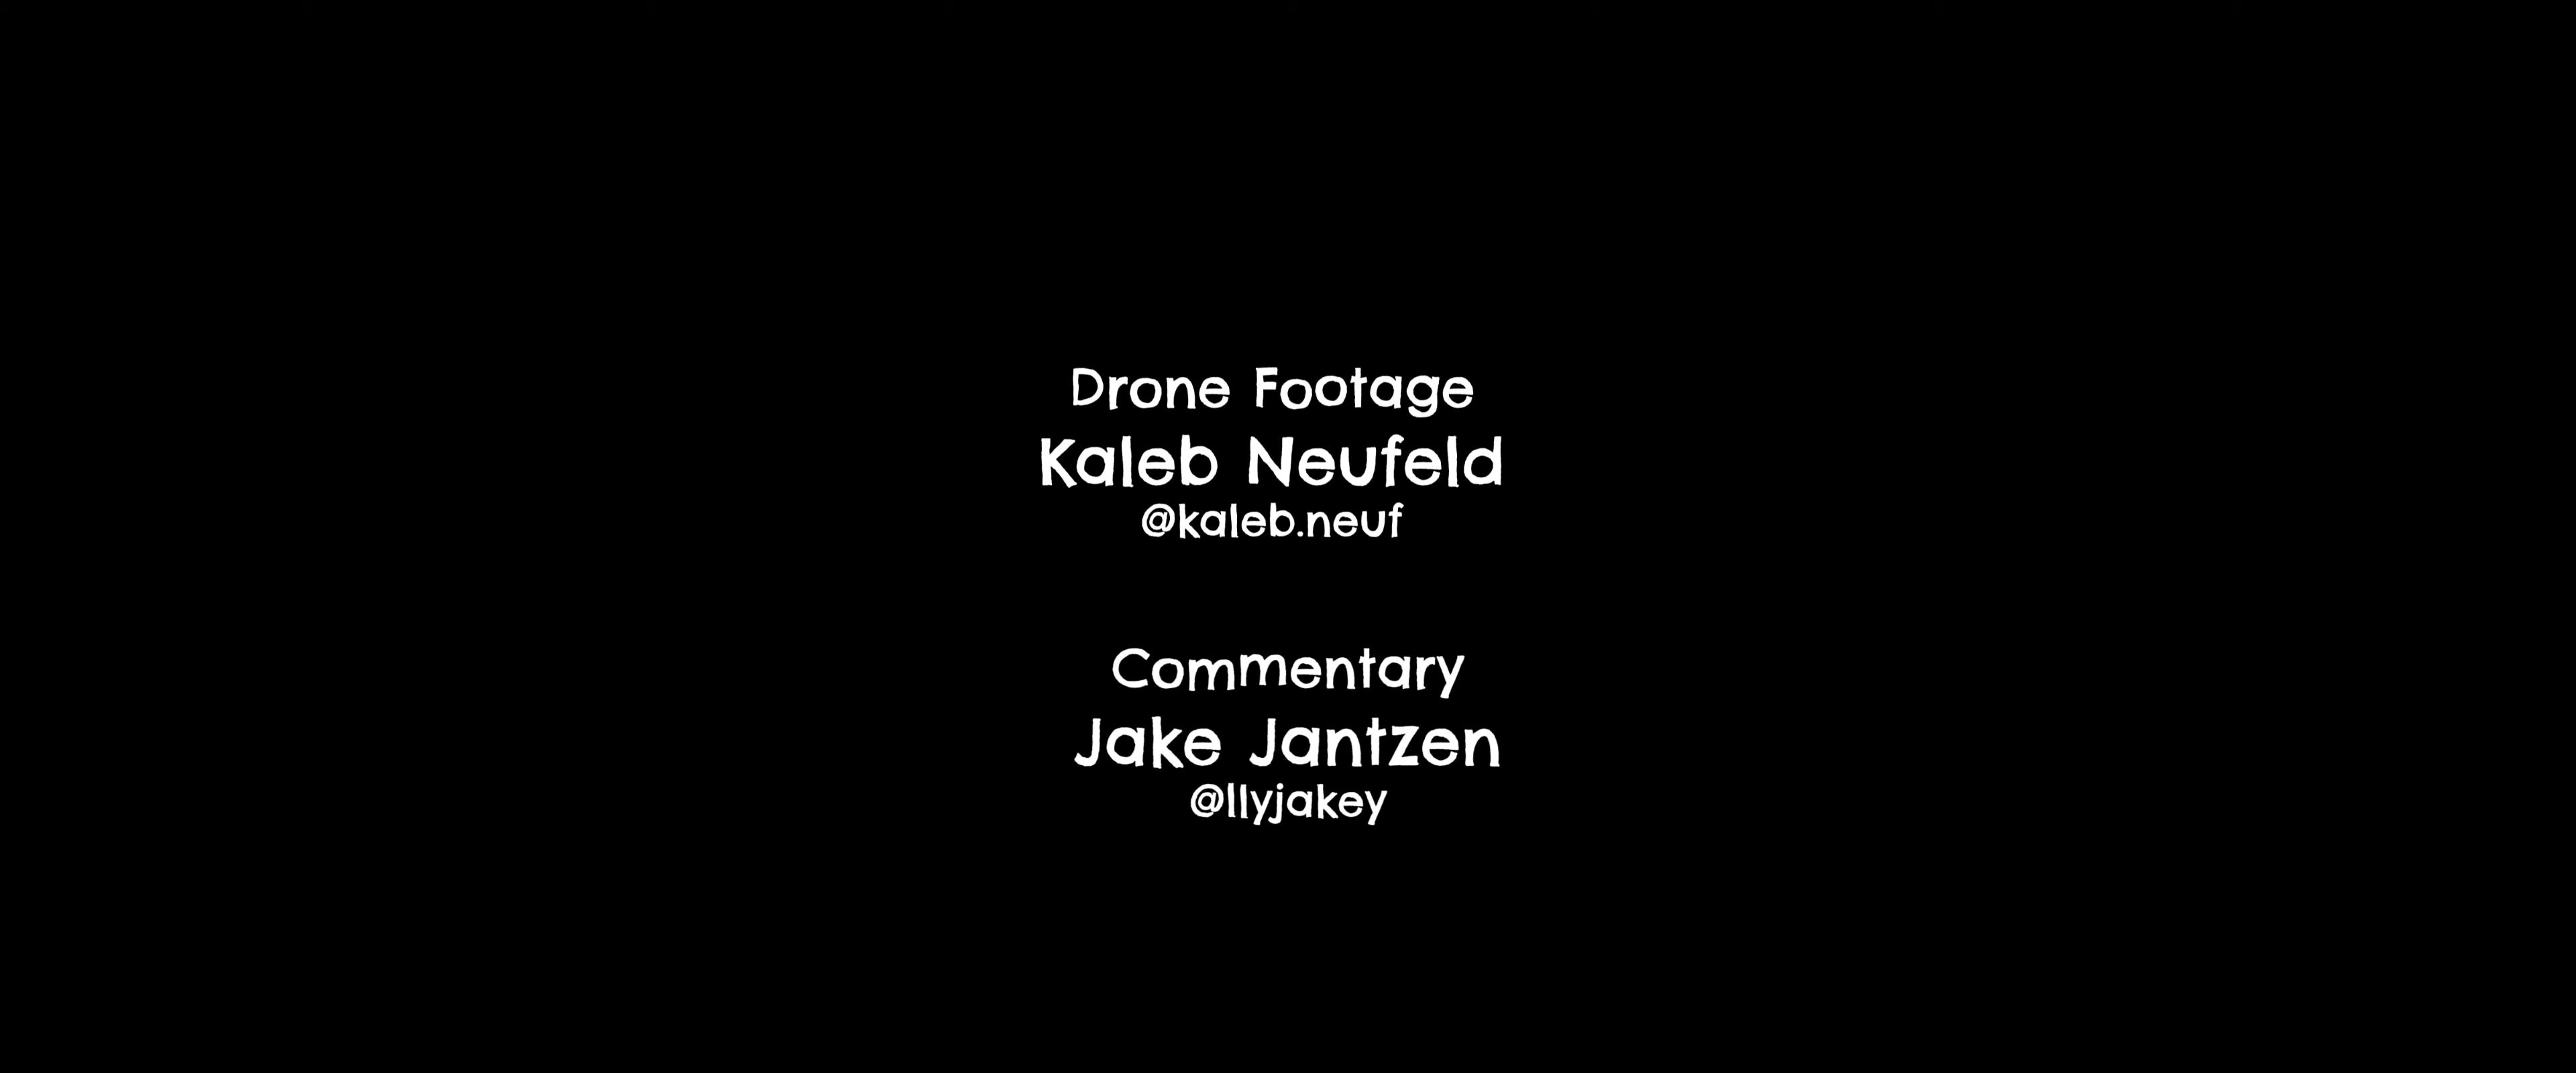 Drone Footage
Kaleb Neufeld
@kaleb.neuf
Commentary
Jake Jantzen
@llyjakey